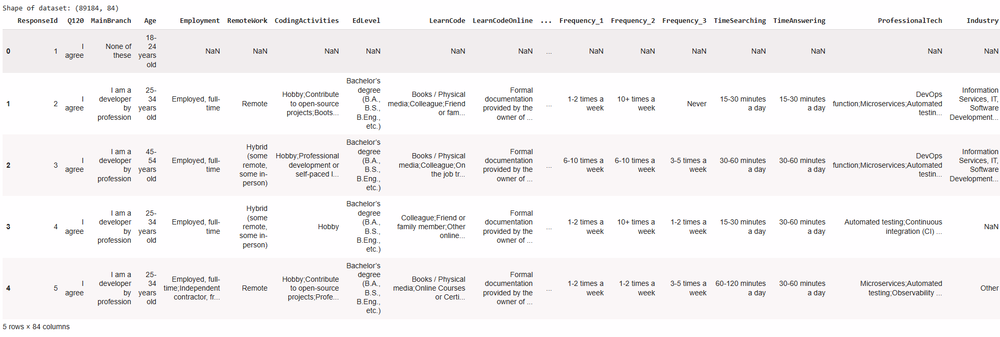 Shape of dataset: (89184, 84)
ResponseId Q120 MainBranch Age Employment RemoteWork CodingActivities EdLevel LearnCode LearnCodeOnline ... Frequency_1 Frequency_2 Frequency_3 TimeSearching TimeAnswering ProfessionalTech Industry
0 1 I agree None of these 18-24 years old NaN NaN NaN NaN NaN NaN ... NaN NaN NaN NaN NaN NaN NaN
1 2 I agree I am a developer by profession 25-34 years old Employed, full-time Remote Hobby;Contribute to open-source projects;Boots... Bachelor’s degree (B.A., B.S., B.Eng., etc.) Books / Physical media;Colleague;Friend or fam... Formal documentation provided by the owner of ... ... 1-2 times a week 10+ times a week Never 15-30 minutes a day 15-30 minutes a day DevOps function;Microservices;Automated testin... Information Services, IT, Software Development...
2 3 I agree I am a developer by profession 45-54 years old Employed, full-time Hybrid (some remote, some in-person) Hobby;Professional development or self-paced l... Bachelor’s degree (B.A., B.S., B.Eng., etc.) Books / Physical media;Colleague;On the job tr... Formal documentation provided by the owner of ... ... 6-10 times a week 6-10 times a week 3-5 times a week 30-60 minutes a day 30-60 minutes a day DevOps function;Microservices;Automated testin... Information Services, IT, Software Development...
3 4 I agree I am a developer by profession 25-34 years old Employed, full-time Hybrid (some remote, some in-person) Hobby Bachelor’s degree (B.A., B.S., B.Eng., etc.) Colleague;Friend or family member;Other online... Formal documentation provided by the owner of ... ... 1-2 times a week 10+ times a week 1-2 times a week 15-30 minutes a day 30-60 minutes a day Automated testing;Continuous integration (CI) ... NaN
4 5 I agree I am a developer by profession 25-34 years old Employed, full-time;Independent contractor, fr... Remote Hobby;Contribute to open-source projects;Profe... Bachelor’s degree (B.A., B.S., B.Eng., etc.) Books / Physical media;Online Courses or Certi... Formal documentation provided by the owner of ... ... 1-2 times a week 1-2 times a week 3-5 times a week 60-120 minutes a day 30-60 minutes a day Microservices;Automated testing;Observability ... Other
5 rows × 84 columns